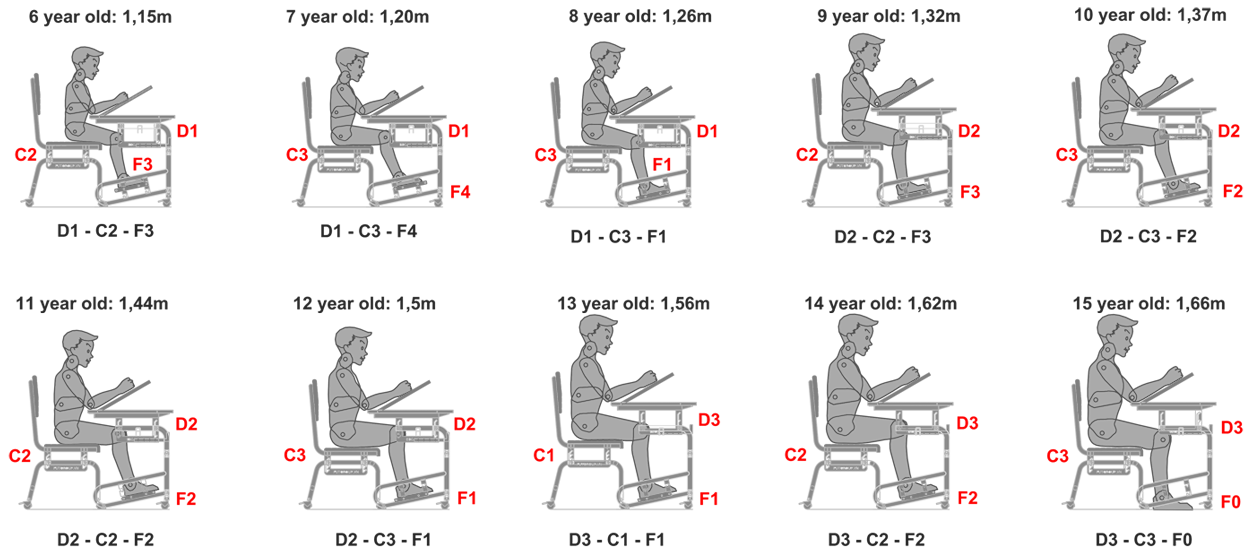 6 year old: 1,15m
D1
C2
F3
D1 - C2 - F3
7 year old: 1,20m
D1
C3
F4
D1 - C3 - F4
8 year old: 1,26m
D1
C3
F1
D1 - C3 - F1
9 year old: 1,32m
D2
C2
F3
D2 - C2 - F3
10 year old: 1,37m
D2
C3
F2
D2 - C3 - F2
11 year old: 1,44m
D2
C2
F2
D2 - C2 - F2
12 year old: 1,5m
D2
C3
F1
D2 - C3 - F1
13 year old: 1,56m
D3
C1
F1
D3 - C1 - F1
14 year old: 1,62m
D3
C2
F2
D3 - C2 - F2
15 year old: 1,66m
D3
C3
F0
D3 - C3 - F0